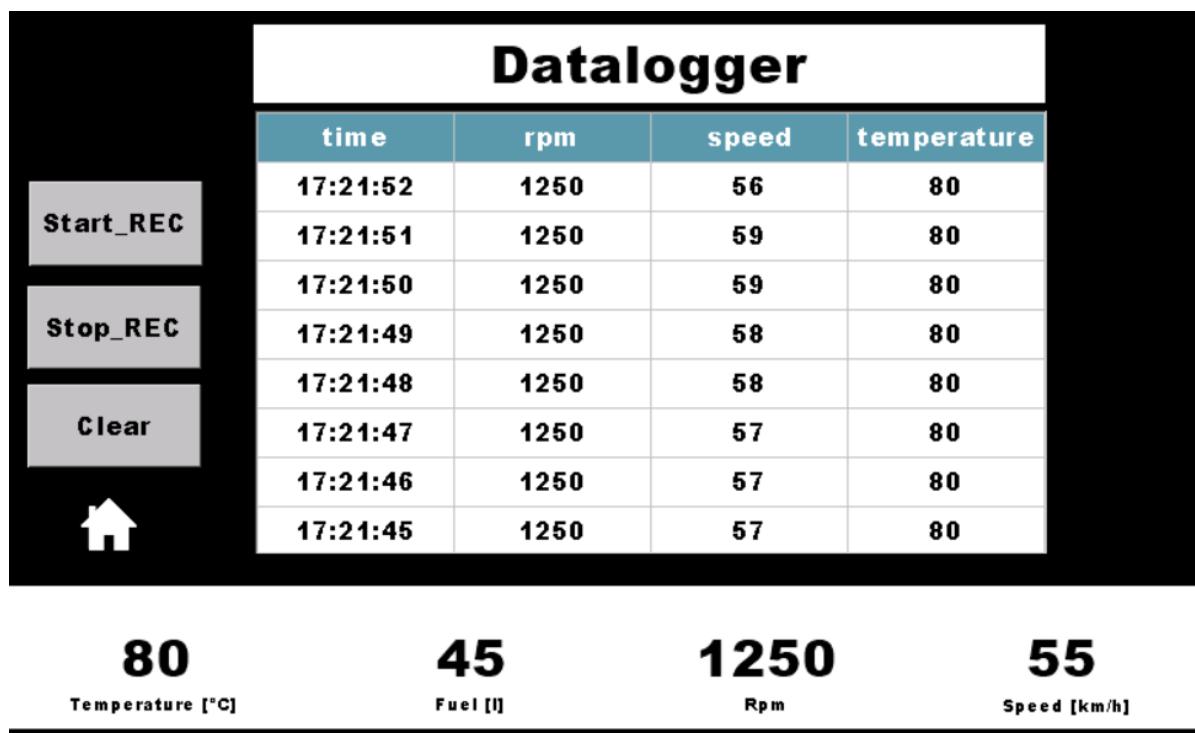 Datalogger
time rpm speed temperature
17:21:52 1250 56 80
Start_REC
17:21:51 1250 59 80
17:21:50 1250 59 80
Stop_REC
17:21:49 1250 58 80
17:21:48 1250 58 80
Clear
17:21:47 1250 57 80
17:21:46 1250 57 80
17:21:45 1250 57 80
80 45 1250 55
Temperature [°C] Fuel [l] Rpm Speed [km/h]